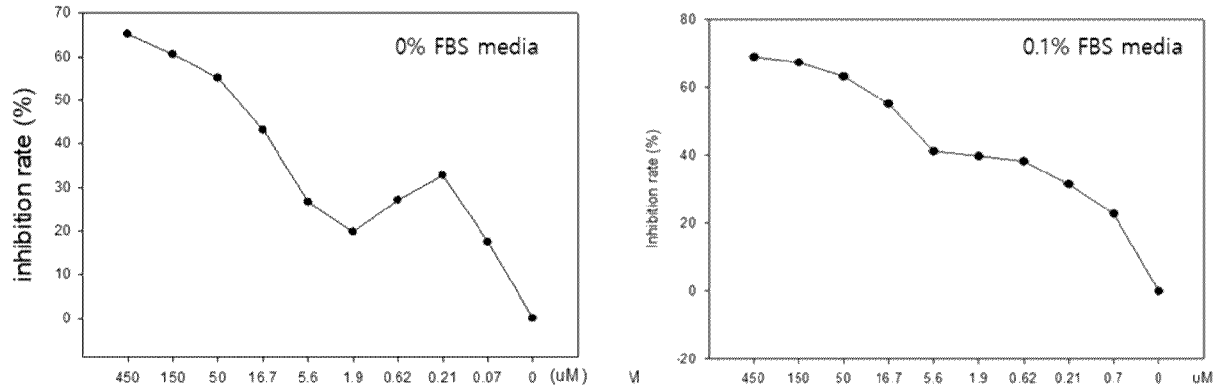 70
60
50
40
30
20
10
0
inhibition rate (%)
0% FBS media
450 150 50 16.7 5.6 1.9 0.62 0.21 0.07 0 (uM)
80
60
40
20
0
-20
Inhibition rate (%)
0.1% FBS media
450 150 50 16.7 5.6 1.9 0.62 0.21 0.7 0 uM